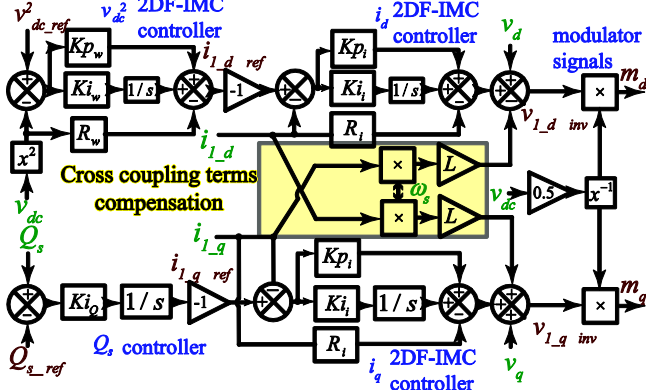 v²dc_ref
vdc² 2DF-IMC
controller
id 2DF-IMC
controller
vd
modulator
signals
Kpw
Kiw
1/s
Rw
x²
vdc
i1_d ref
-1
Kpi
Kii
1/s
Ri
i1_d
v1_d inv
×
md
Cross coupling terms
compensation
×
L
ωs
×
L
vdc
0.5
x⁻¹
i1_q
Qs
KiQ
1/s
-1
i1_q ref
Qs_ref
Qs controller
Kpi
Kii
1/s
Ri
iq 2DF-IMC
controller
v1_q inv
vq
×
mq